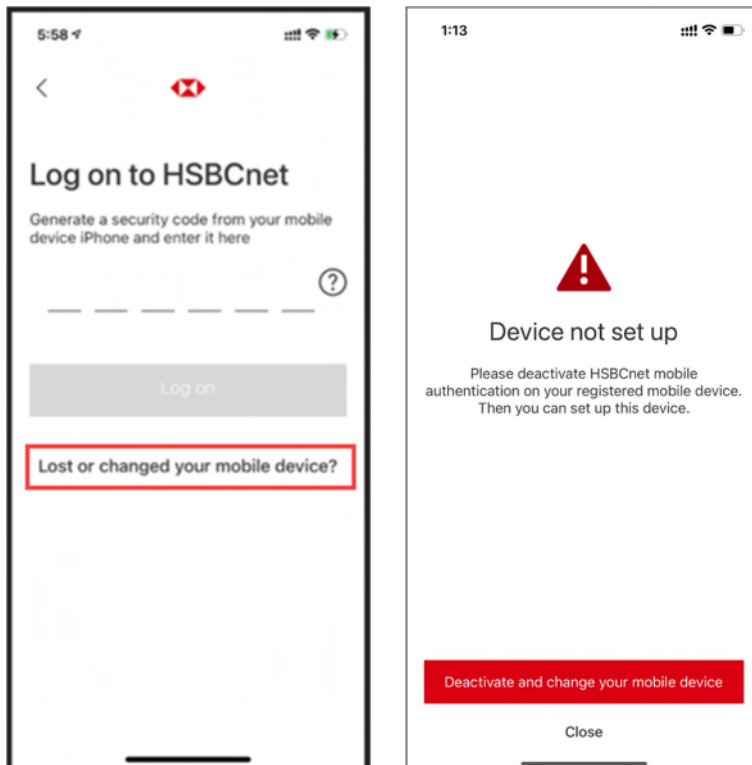 5:58
Log on to HSBCnet
Generate a security code from your mobile
device iPhone and enter it here
?
Log on
Lost or changed your mobile device?
1:13
Device not set up
Please deactivate HSBCnet mobile
authentication on your registered mobile device.
Then you can set up this device.
Deactivate and change your mobile device
Close